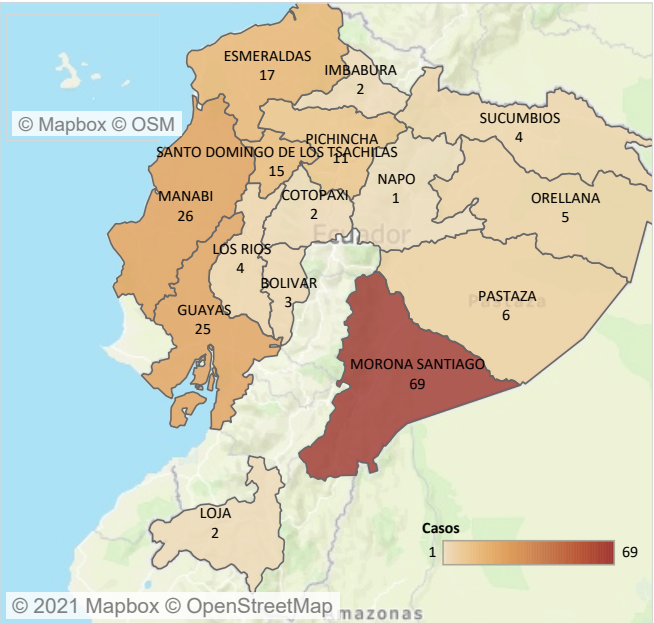 © Mapbox © OSM
ESMERALDAS
17
IMBABURA
2
SUCUMBIOS
4
PICHINCHA
11
SANTO DOMINGO DE LOS TSACHILAS
15
NAPO
1
MANABI
26
COTOPAXI
2
ORELLANA
5
Ecuador
LOS RIOS
4
BOLIVAR
3
GUAYAS
25
Pastaza
PASTAZA
6
MORONA SANTIAGO
69
LOJA
2
Casos
1
69
© 2021 Mapbox © OpenStreetMap
mazonas